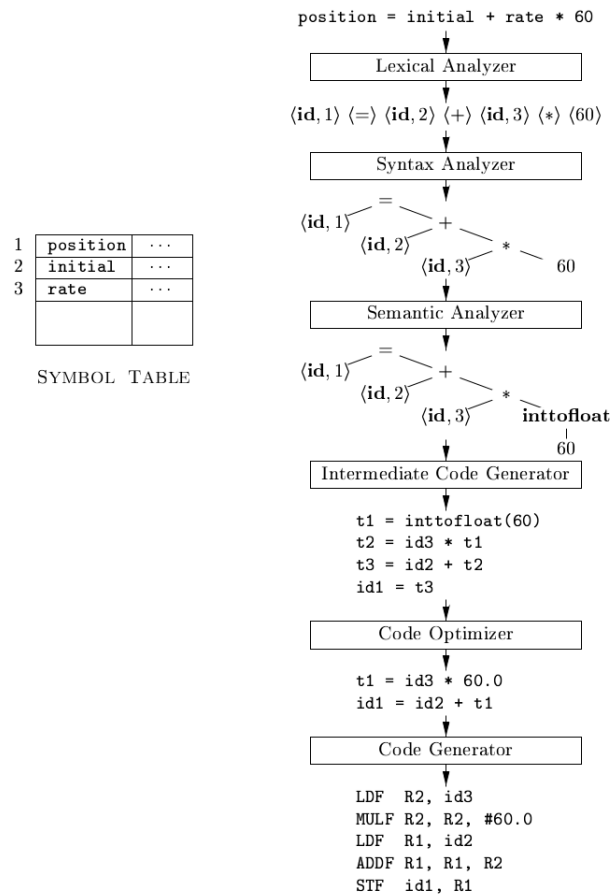 position = initial + rate * 60
Lexical Analyzer
⟨id, 1⟩ ⟨=⟩ ⟨id, 2⟩ ⟨+⟩ ⟨id, 3⟩ ⟨*⟩ ⟨60⟩
Syntax Analyzer
=
⟨id, 1⟩ +
⟨id, 2⟩ *
⟨id, 3⟩ 60
1 position ···
2 initial ···
3 rate ···
SYMBOL TABLE
Semantic Analyzer
=
⟨id, 1⟩ +
⟨id, 2⟩ *
⟨id, 3⟩ inttofloat
60
Intermediate Code Generator
t1 = inttofloat(60)
t2 = id3 * t1
t3 = id2 + t2
id1 = t3
Code Optimizer
t1 = id3 * 60.0
id1 = id2 + t1
Code Generator
LDF R2, id3
MULF R2, R2, #60.0
LDF R1, id2
ADDF R1, R1, R2
STF id1, R1